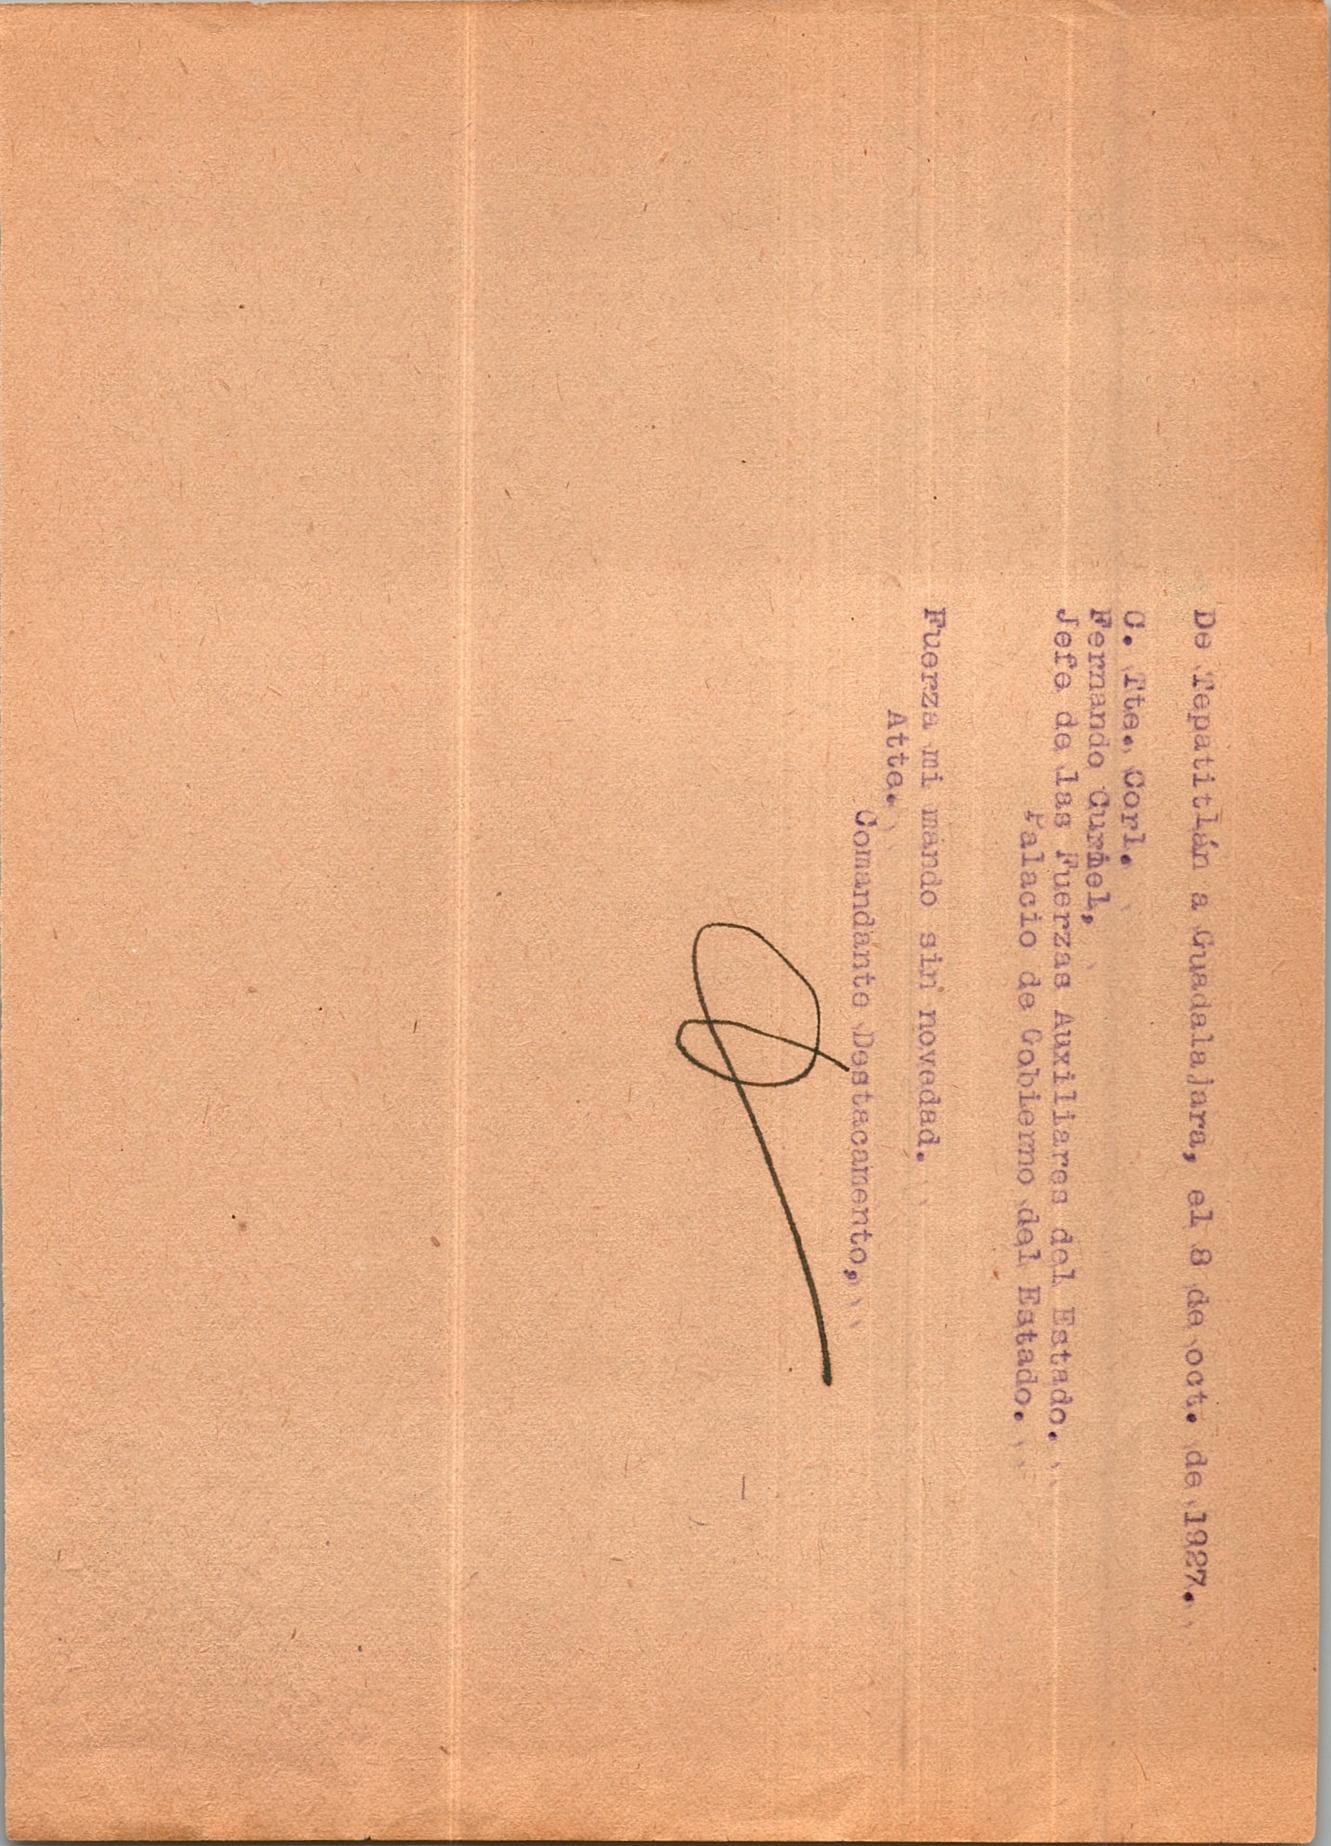 De Tepatitlán a Guadalajara, el 8 de oct. de 1927.
C. Tte. Corl.
Fernando Curiel,
Jefe de las Fuerzas Auxiliares del Estado.
Palacio de Gobierno del Estado.
Fuerza mi mando sin novedad.
Atte.
Comandante Destacamento,